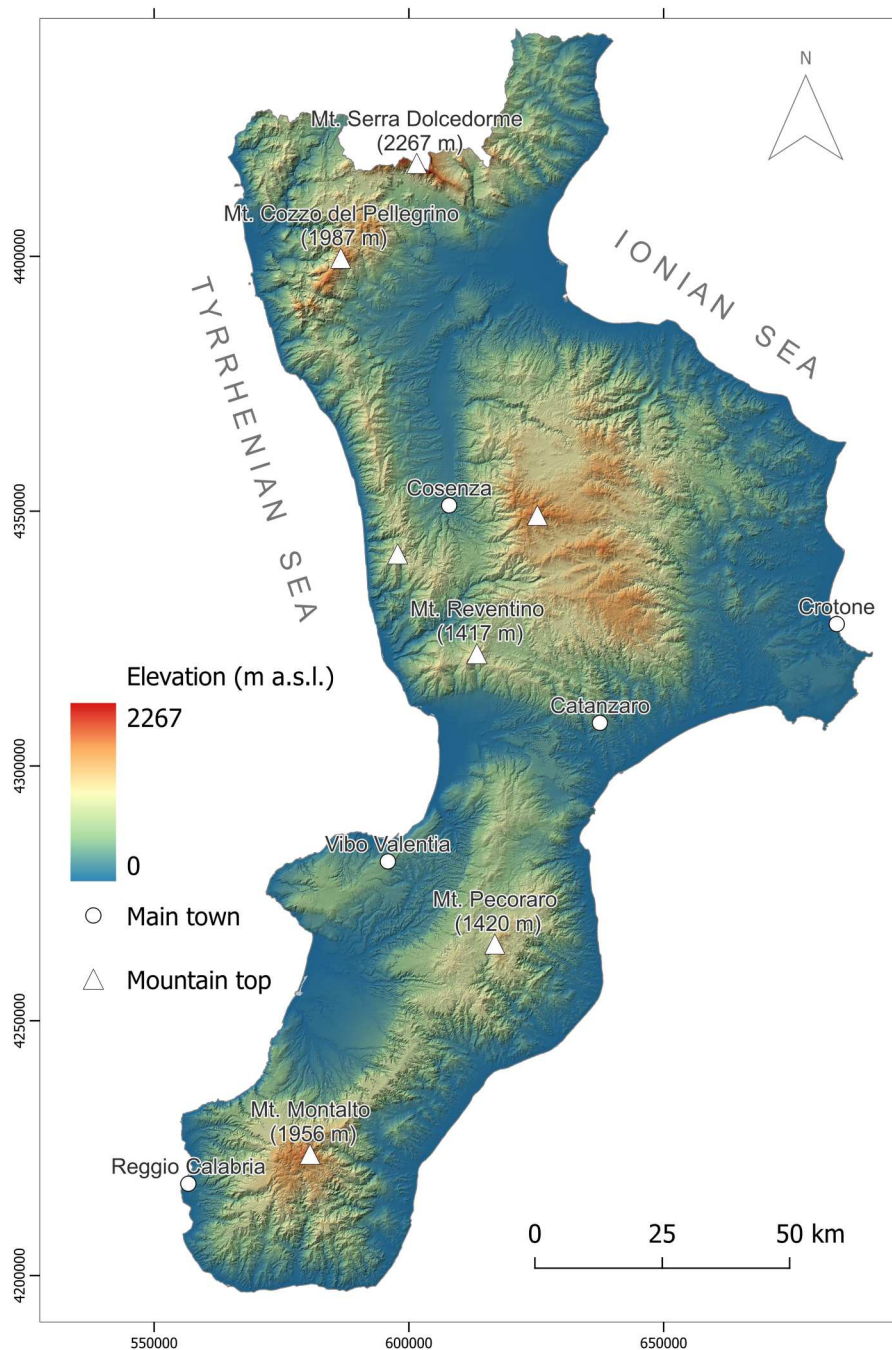 N
Mt. Serra Dolcedorme
(2267 m)
Mt. Cozzo del Pellegrino
(1987 m)
IONIAN SEA
TYRRHENIAN SEA
Cosenza
Mt. Reventino
(1417 m)
Crotone
Catanzaro
Elevation (m a.s.l.)
2267
0
Main town
Mountain top
Vibo Valentia
Mt. Pecoraro
(1420 m)
Mt. Montalto
(1956 m)
Reggio Calabria
0 25 50 km
4400000
4350000
4300000
4250000
4200000
550000 600000 650000